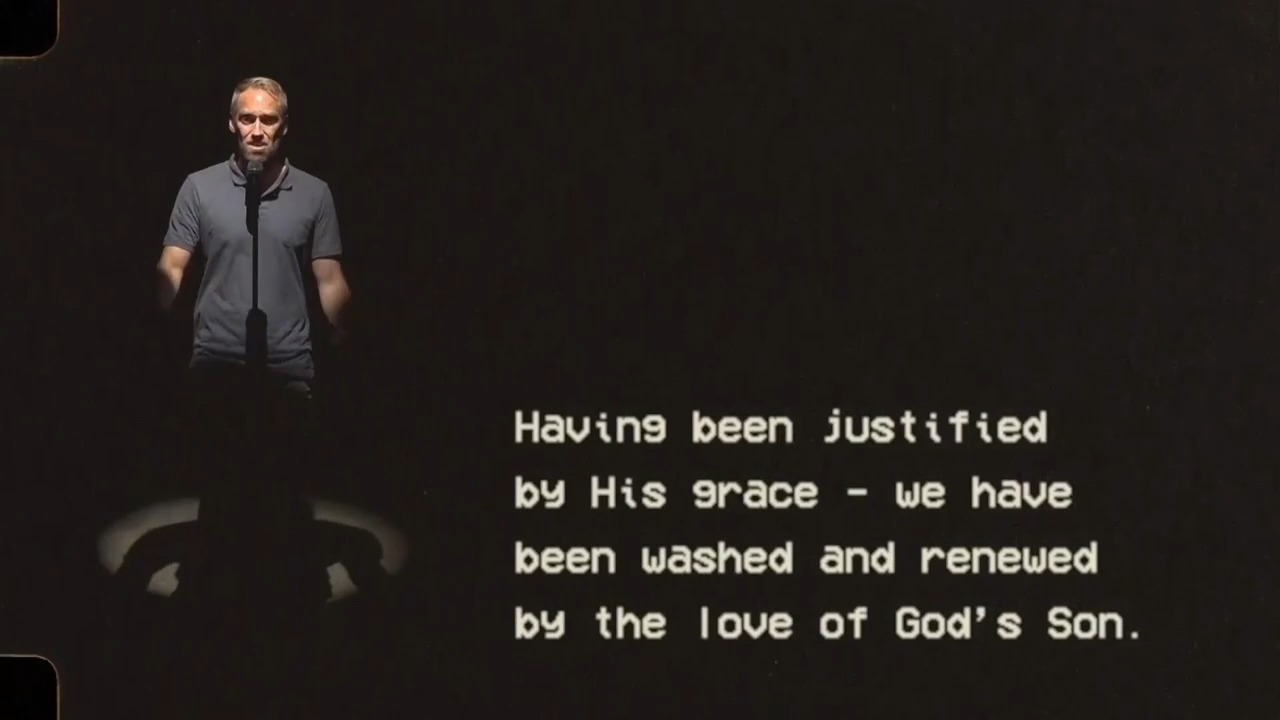 Having been justified
by His grace - we have
been washed and renewed
by the love of God's Son.